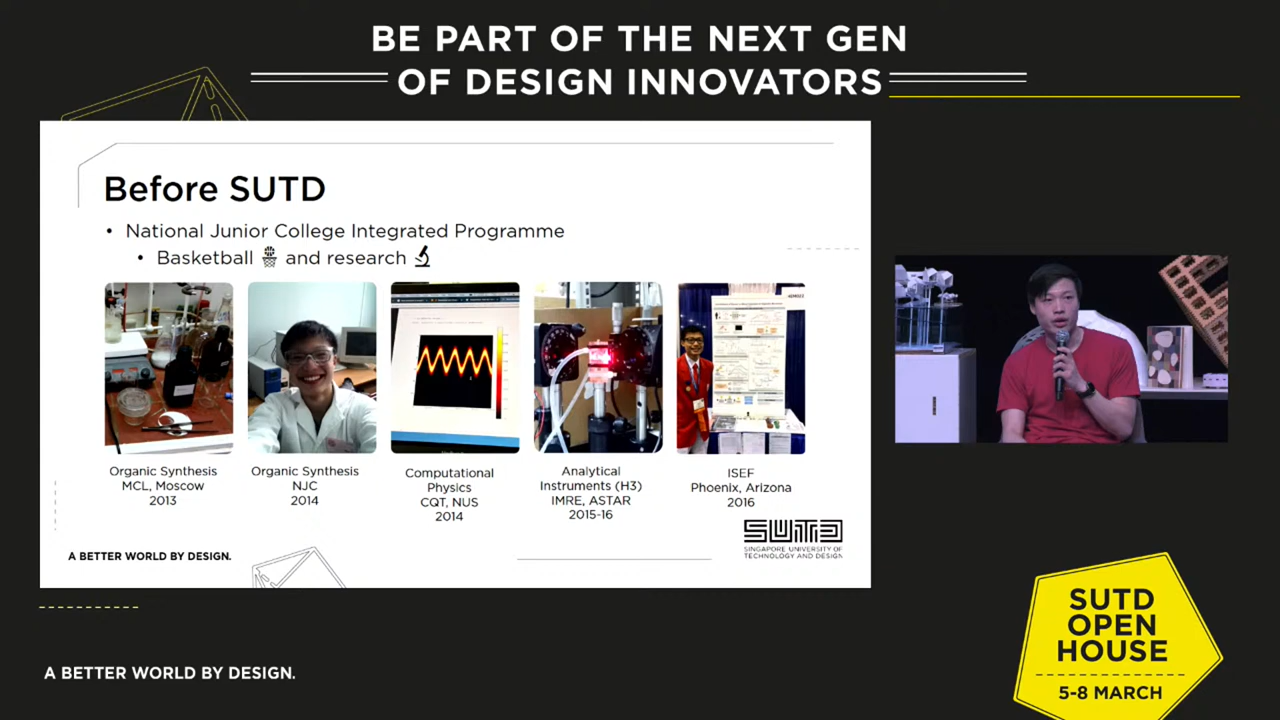 BE PART OF THE NEXT GEN
OF DESIGN INNOVATORS
Before SUTD
• National Junior College Integrated Programme
• Basketball and research
Organic Synthesis
MCL, Moscow
2013
Organic Synthesis
NJC
2014
Computational
Physics
CQT, NUS
2014
Analytical
Instruments (H3)
IMRE, ASTAR
2015-16
ISEF
Phoenix, Arizona
2016
A BETTER WORLD BY DESIGN.
SUTD
SINGAPORE UNIVERSITY OF
TECHNOLOGY AND DESIGN
A BETTER WORLD BY DESIGN.
SUTD
OPEN
HOUSE
5-8 MARCH